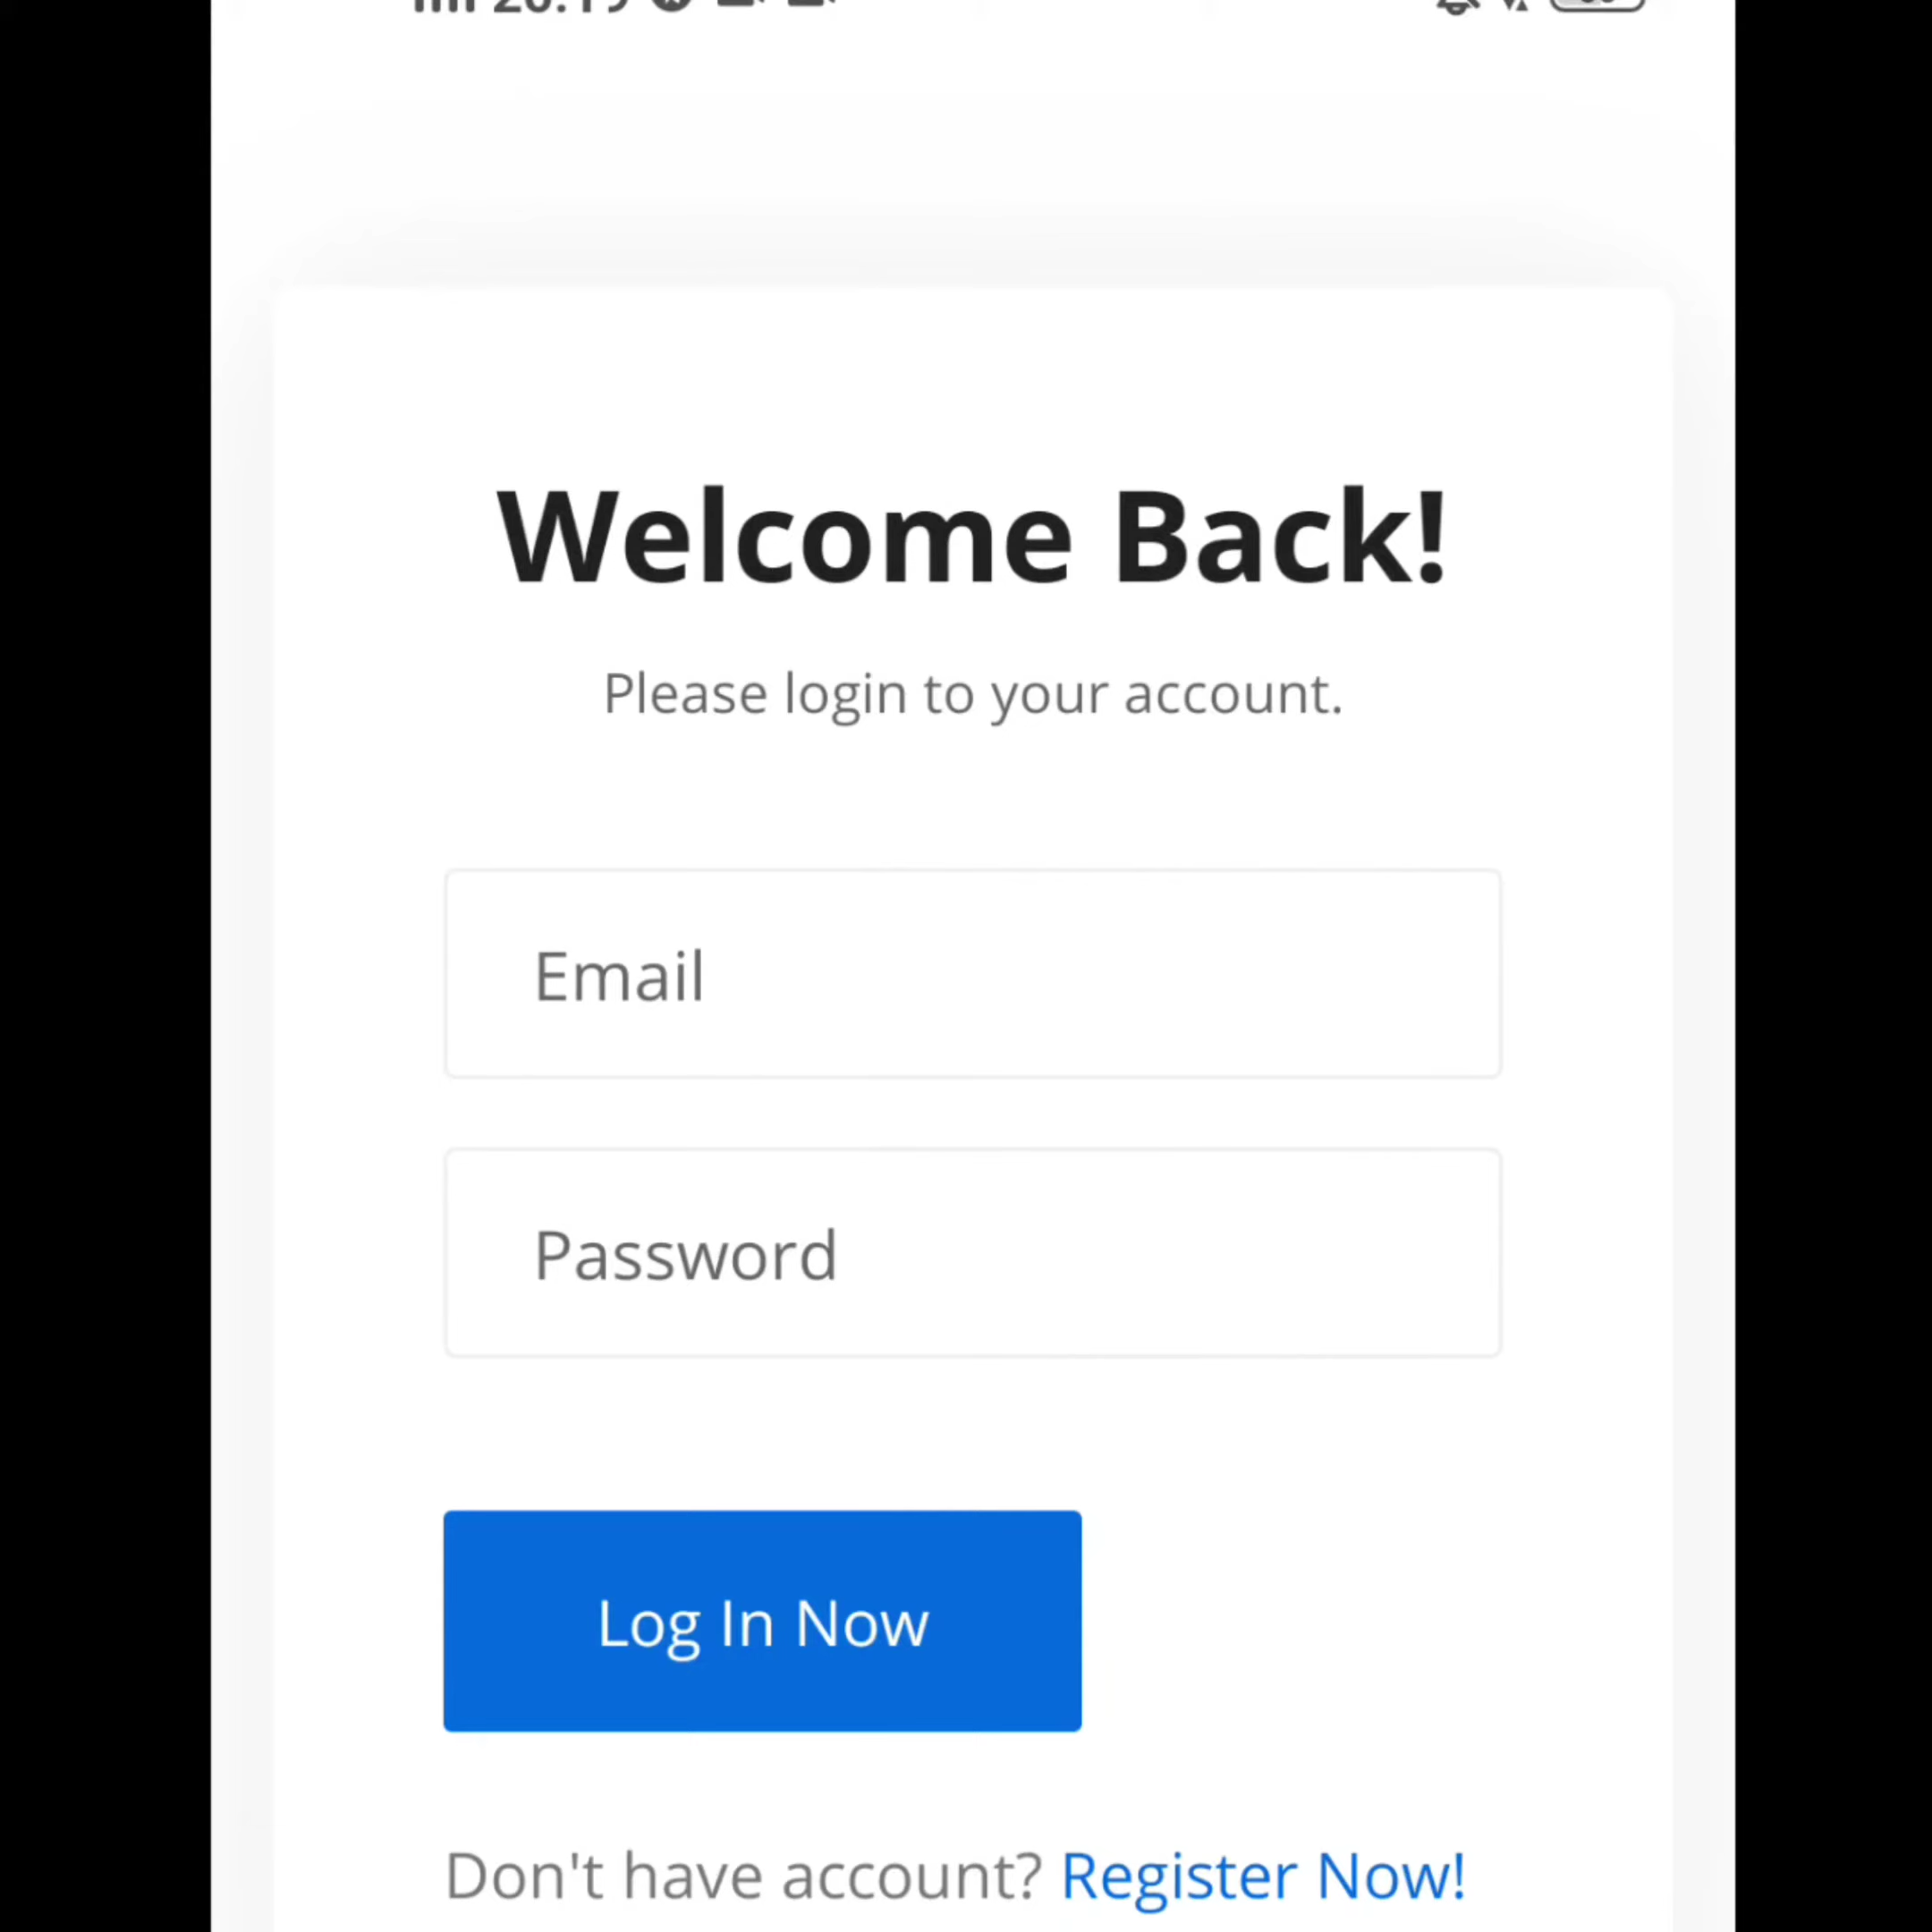 Welcome Back!
Please login to your account.
Email
Password
Log In Now
Don't have account? Register Now!